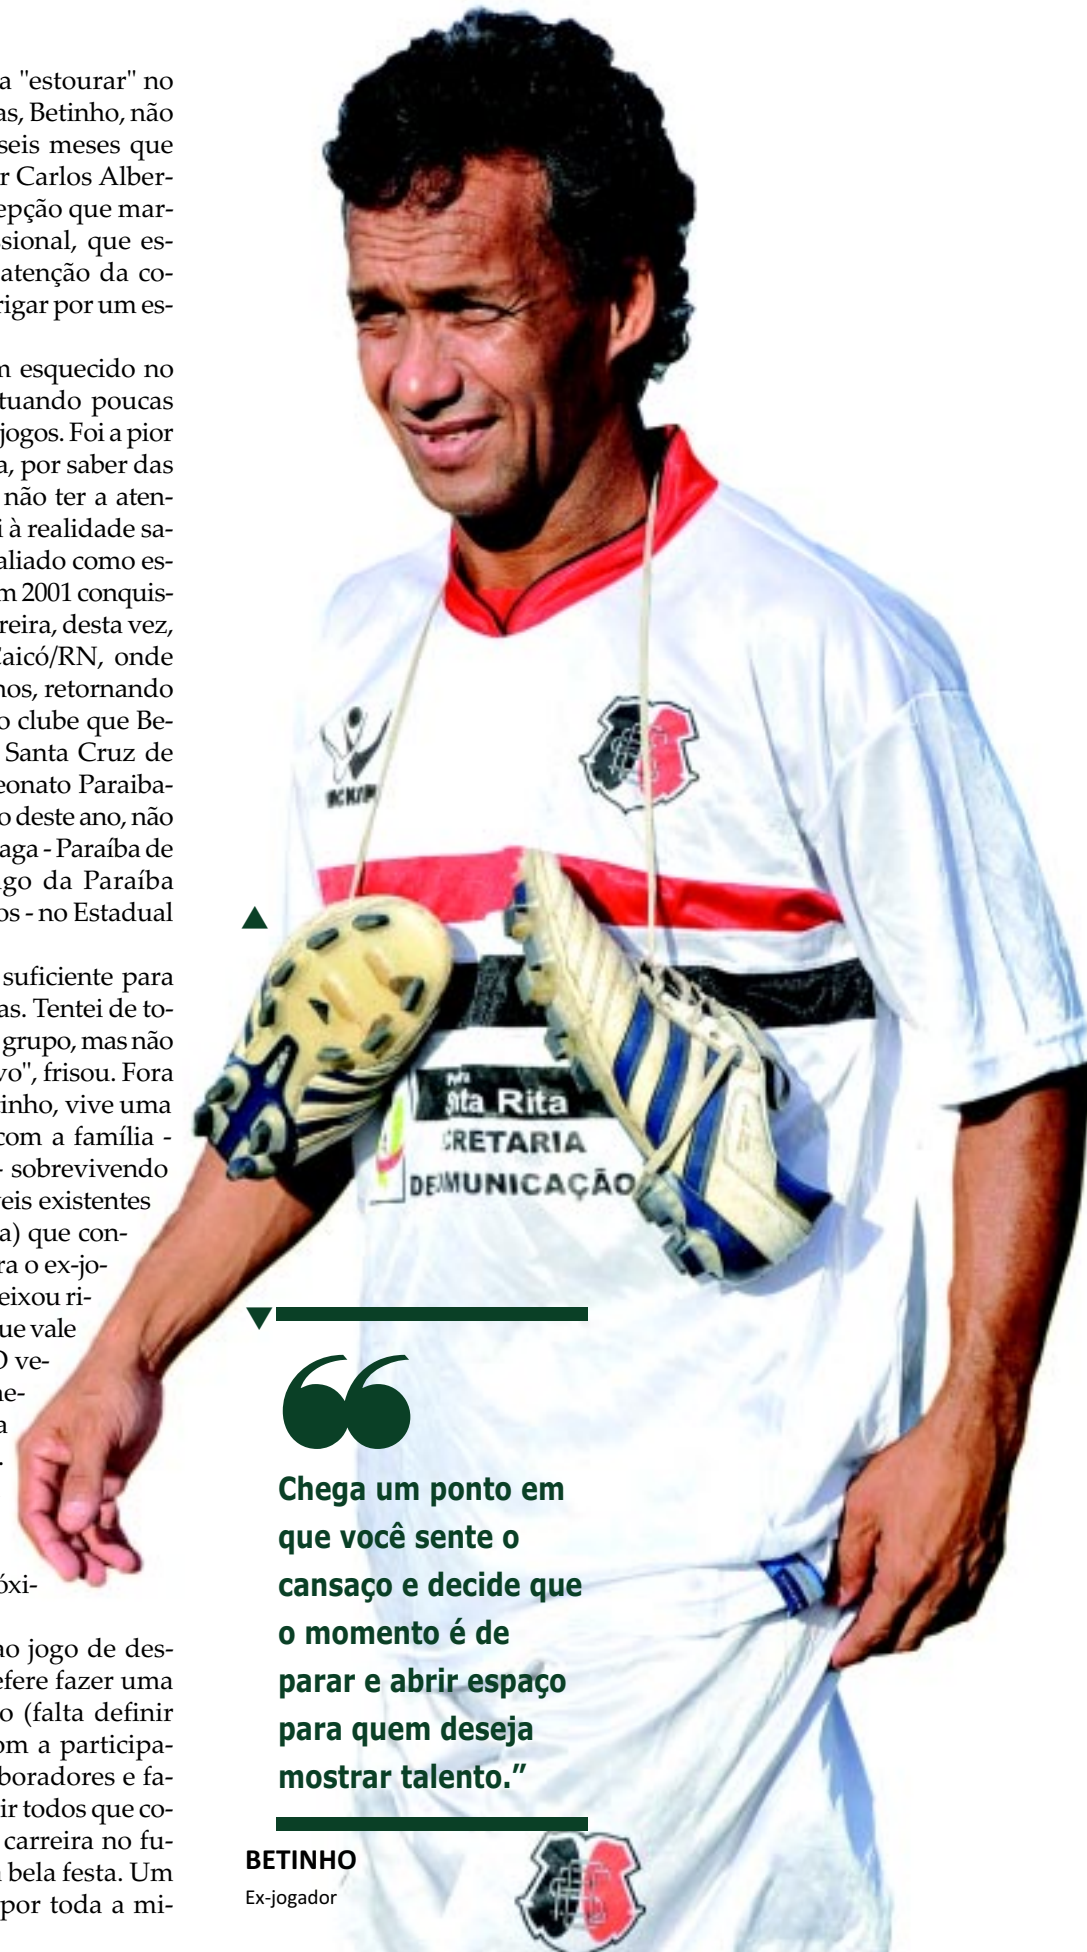 a "estourar" no
as, Betinho, não
seis meses que
r Carlos Alber-
epção que mar-
sional, que es-
atenção da co-
rigar por um es-
n esquecido no
tuando poucas
jogos. Foi a pior
a, por saber das
não ter a aten-
i à realidade sa-
aliado como es-
m 2001 conquis-
reira, desta vez,
Caicó/RN, onde
nos, retornando
o clube que Be-
Santa Cruz de
eonato Paraiba-
o deste ano, não
aga - Paraíba de
go da Paraíba
os - no Estadual
suficiente para
as. Tentei de to-
grupo, mas não
vo", frisou. Fora
tinho, vive uma
com a família -
- sobrevivendo
veis existentes
a) que con-
ra o ex-jo-
eixou ri-
ue vale
O ve-
ne-
a
.
óxi-
ao jogo de des-
efere fazer uma
o (falta definir
om a participa-
boradores e fa-
ir todos que co-
carreira no fu-
a bela festa. Um
por toda a mi-
nta Rita
CRETARIA
DE MUNICAÇÃO
“
Chega um ponto em
que você sente o
cansaço e decide que
o momento é de
parar e abrir espaço
para quem deseja
mostrar talento.”
BETINHO
Ex-jogador